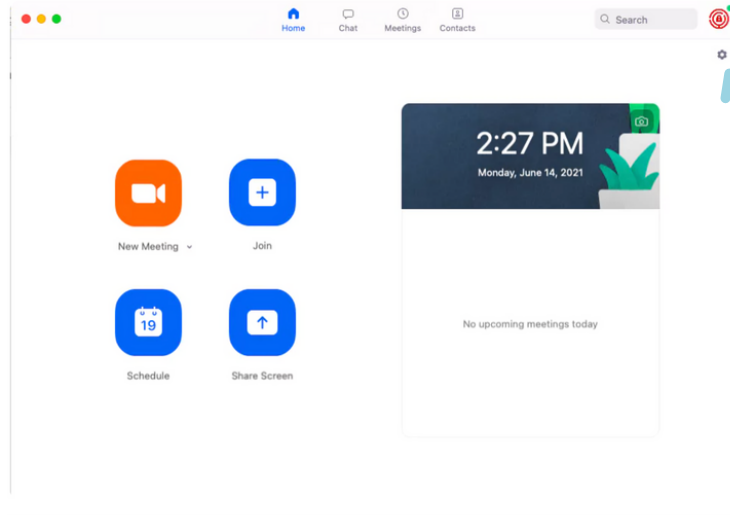 Home
Chat
Meetings
Contacts
Search
2:27 PM
Monday, June 14, 2021
New Meeting
Join
19
Schedule
Share Screen
No upcoming meetings today